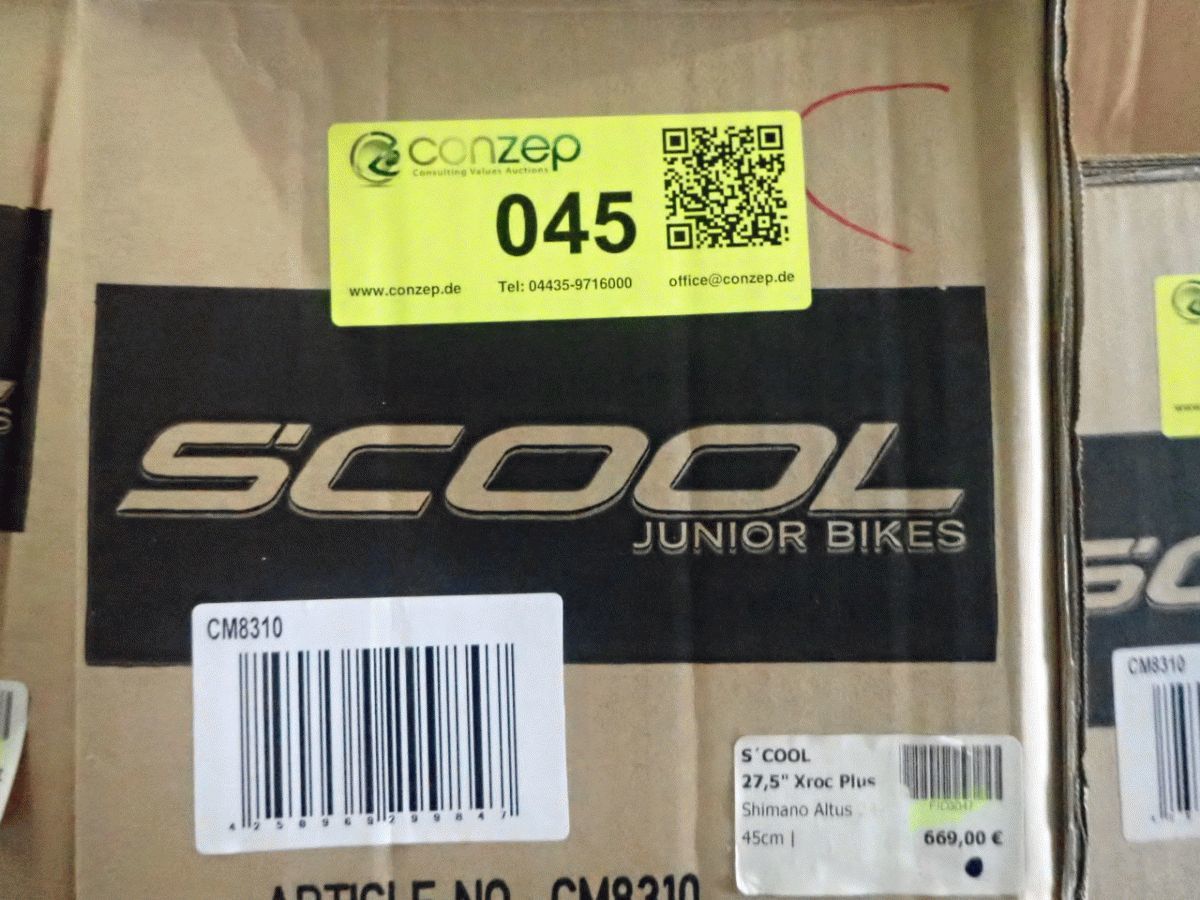 conzep
Consulting Values Auctions
045
www.conzep.de Tel: 04435-9716000 office@conzep.de
S'COOL
JUNIOR BIKES
CM8310
S´COOL
27,5" Xroc Plus
Shimano Altus
45cm | 669,00 €
ARTICLE NO. CM8310
CM8310